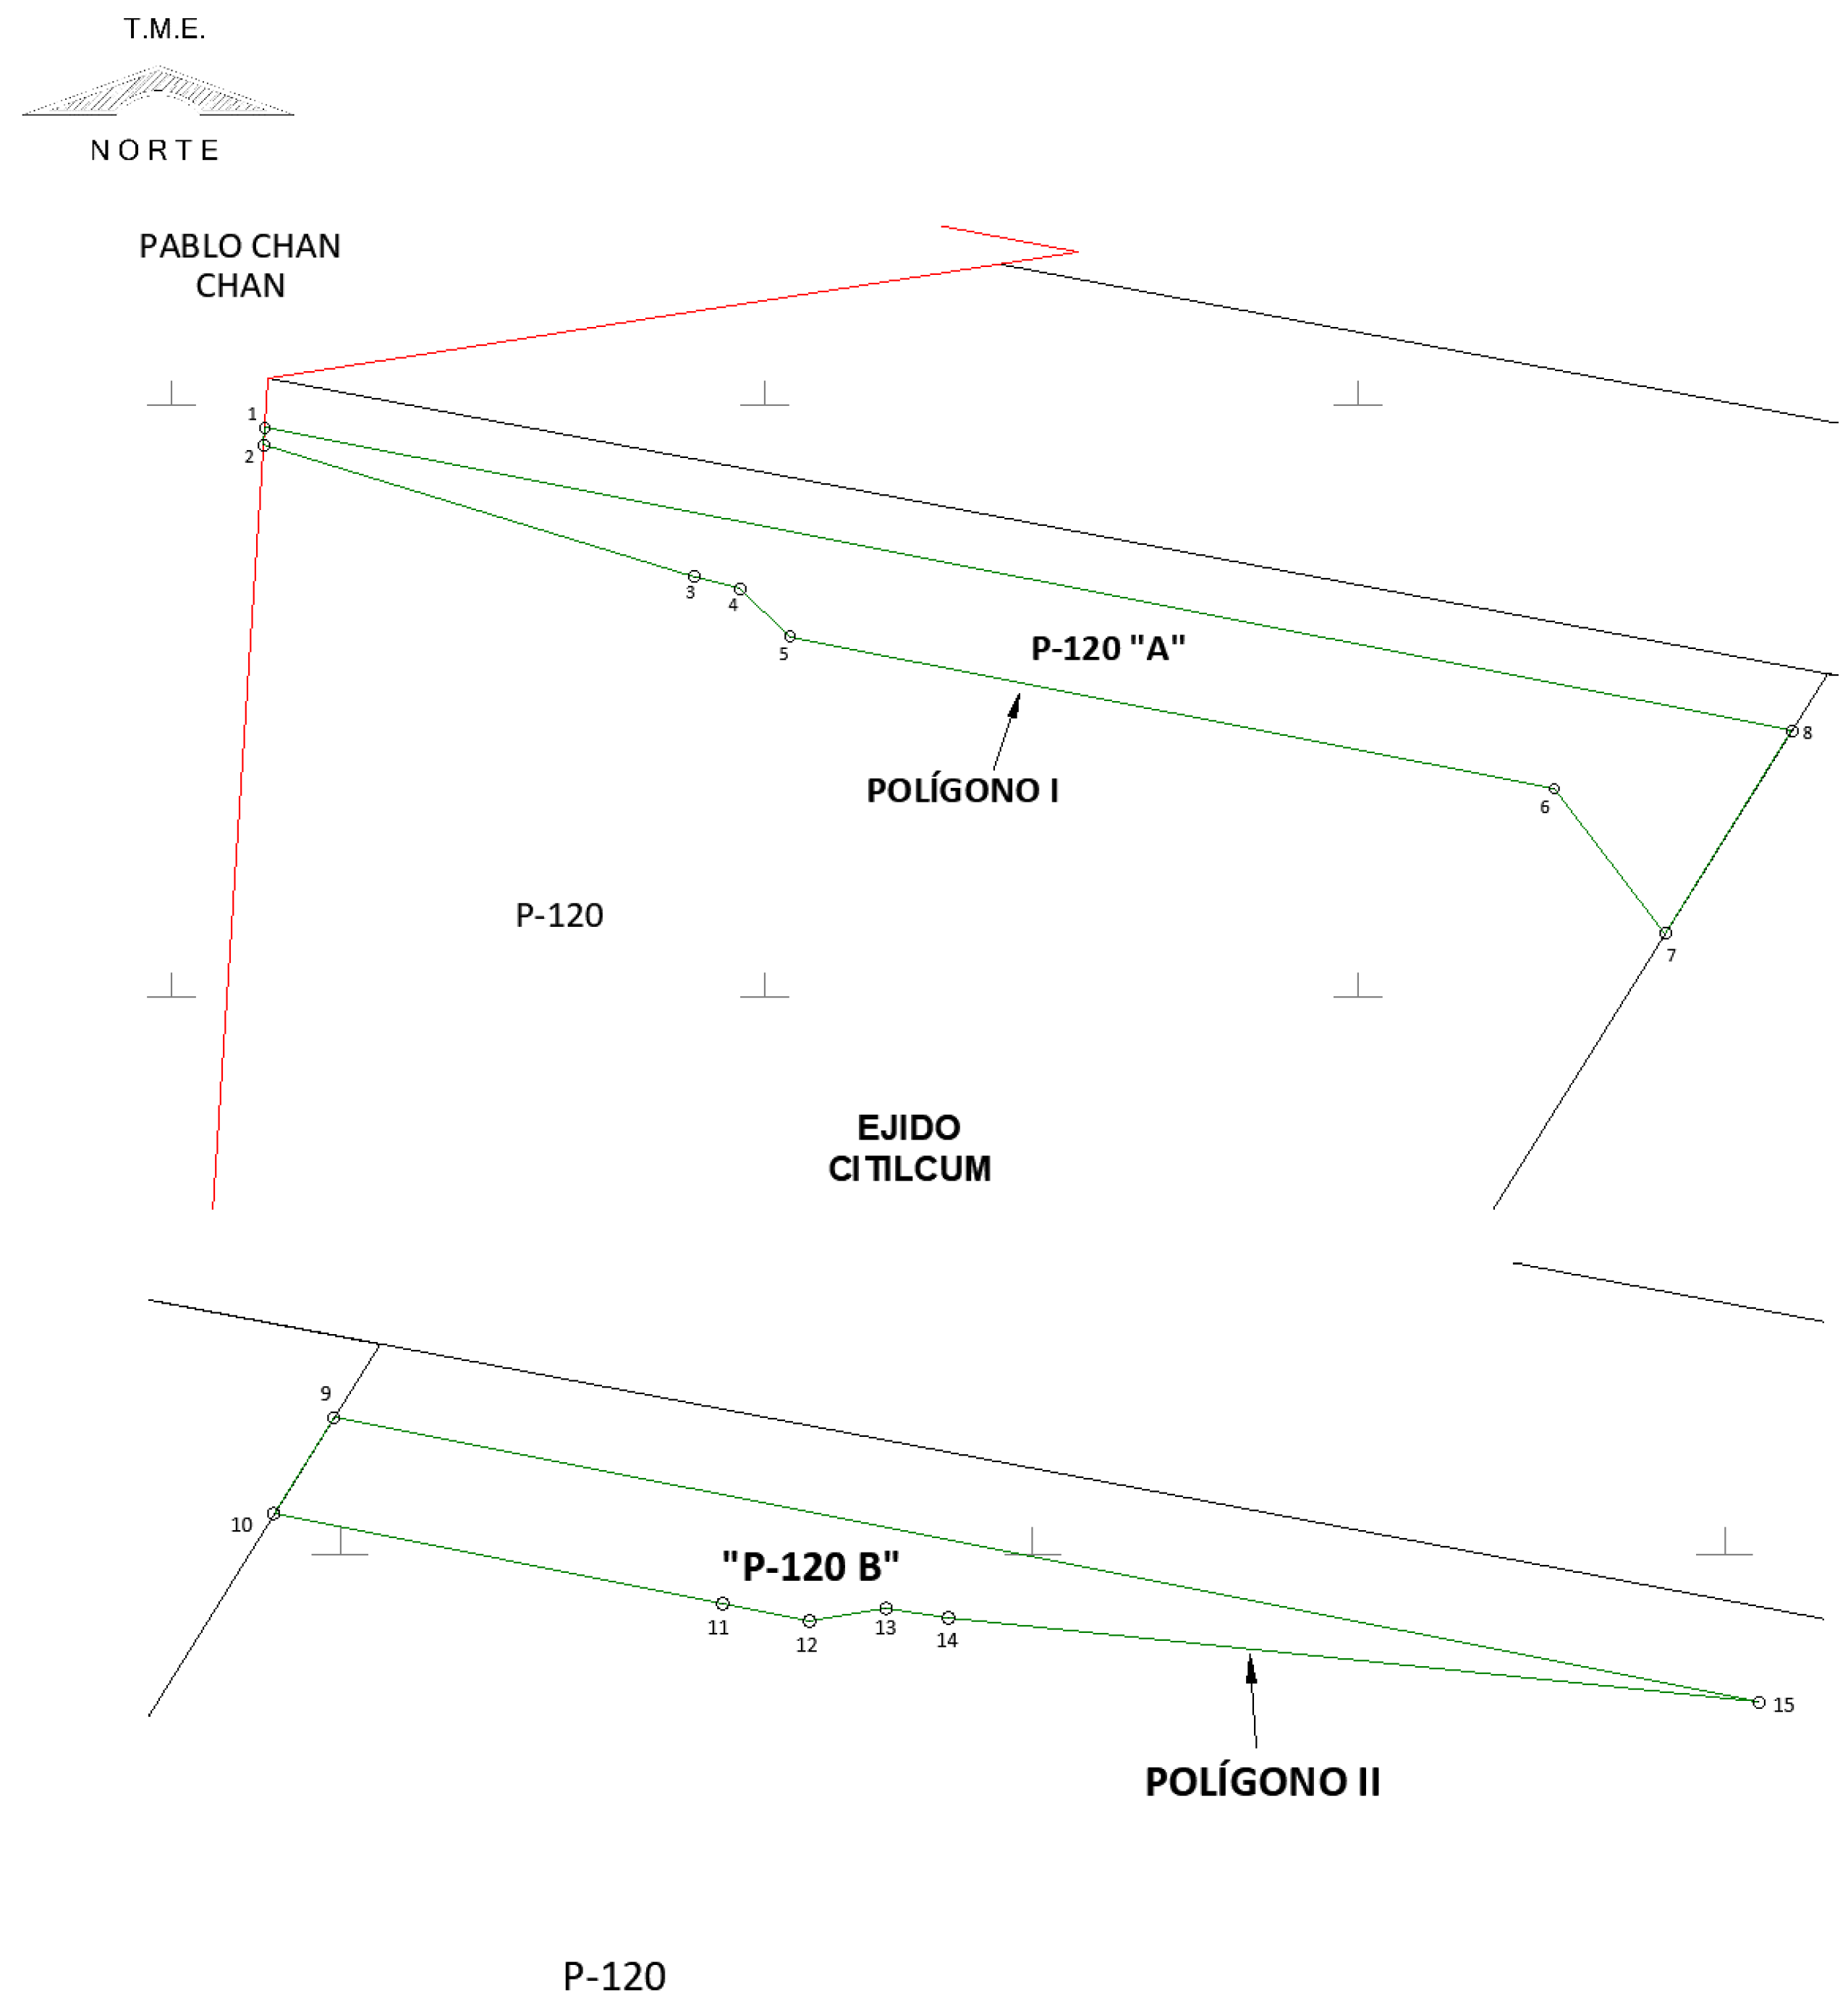 T.M.E.
NORTE
PABLO CHAN
CHAN
1
2
3
4
5
P-120 "A"
8
POLÍGONO I
6
P-120
7
EJIDO
CITILCUM
9
10
"P-120 B"
11
12
13
14
15
POLÍGONO II
P-120